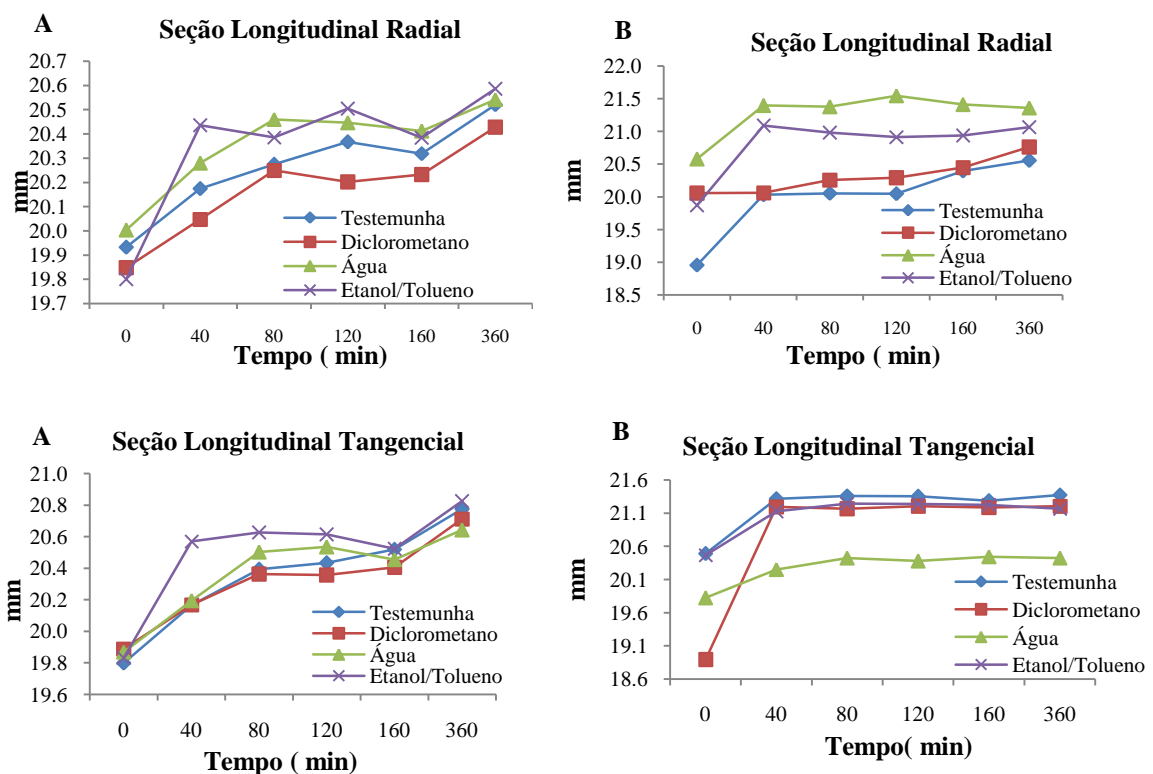 A
Seção Longitudinal Radial
mm
20.7
20.6
20.5
20.4
20.3
20.2
20.1
20.0
19.9
19.8
19.7
Testemunha
Diclorometano
Água
Etanol/Tolueno
0 40 80 120 160 360
Tempo ( min)
B
Seção Longitudinal Radial
mm
22.0
21.5
21.0
20.5
20.0
19.5
19.0
18.5
Testemunha
Diclorometano
Água
Etanol/Tolueno
0 40 80 120 160 360
Tempo ( min)
A
Seção Longitudinal Tangencial
mm
21.0
20.8
20.6
20.4
20.2
20.0
19.8
19.6
Testemunha
Diclorometano
Água
Etanol/Tolueno
0 40 80 120 160 360
Tempo ( min)
B
Seção Longitudinal Tangencial
mm
21.6
21.1
20.6
20.1
19.6
19.1
18.6
Testemunha
Diclorometano
Água
Etanol/Tolueno
0 40 80 120 160 360
Tempo( min)